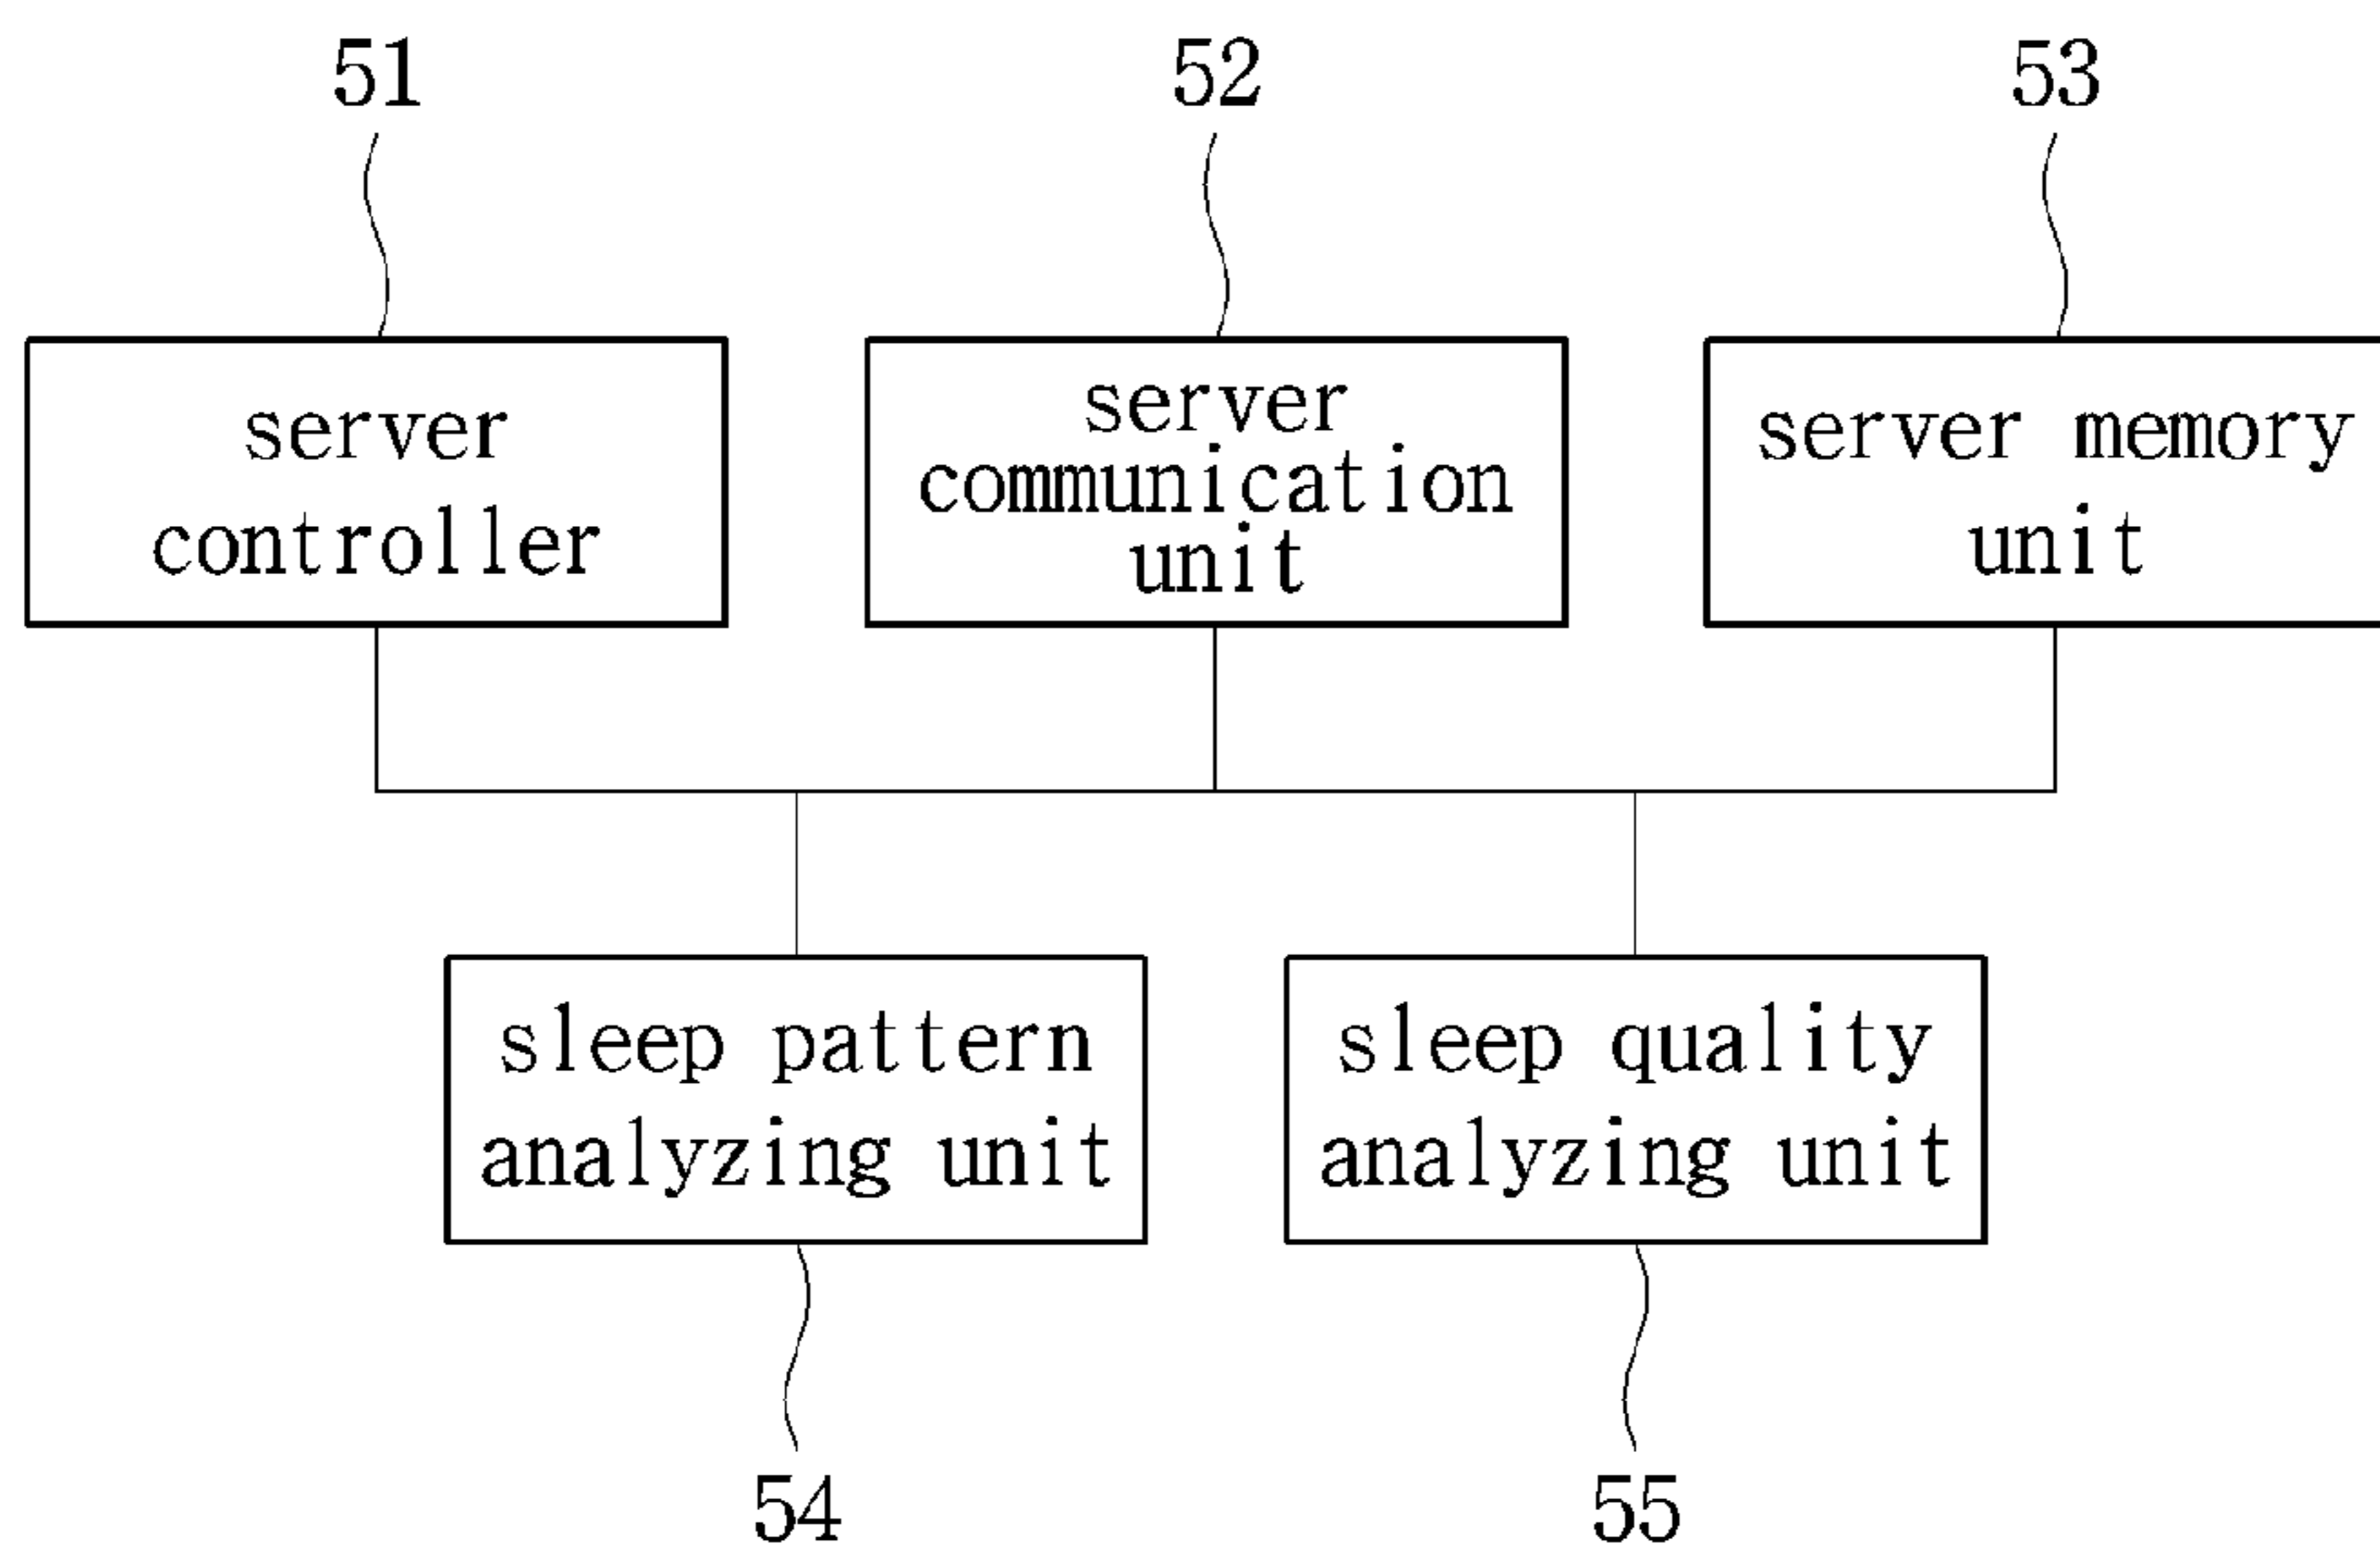 51
52
53
server
controller
server
communication
unit
server memory
unit
sleep pattern
analyzing unit
sleep quality
analyzing unit
54
55